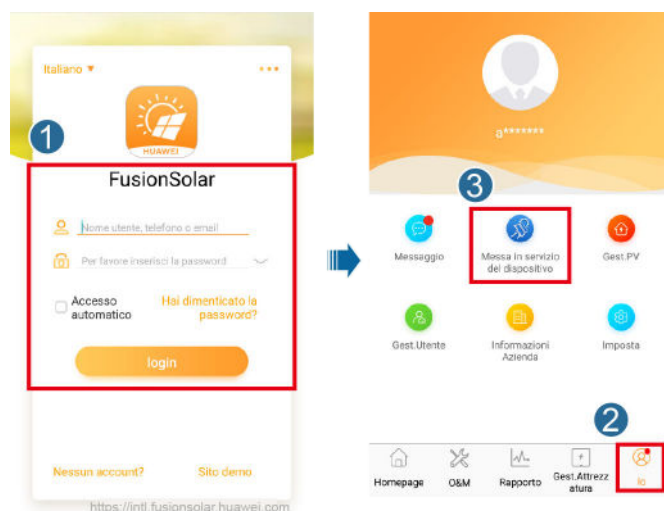 Italiano ▼
...
1
HUAWEI
FusionSolar
Nome utente, telefono o email
Per favore inserisci la password
Accesso
automatico
Hai dimenticato la
password?
login
Nessun account?
Sito demo
https://intl.fusionsolar.huawei.com
a*******
3
Messaggio
Messa in servizio
del dispositivo
Gest.PV
Gest.Utente
Informazioni
Azienda
Imposta
2
Homepage
O&M
Rapporto
Gest.Attrezz
atura
Io